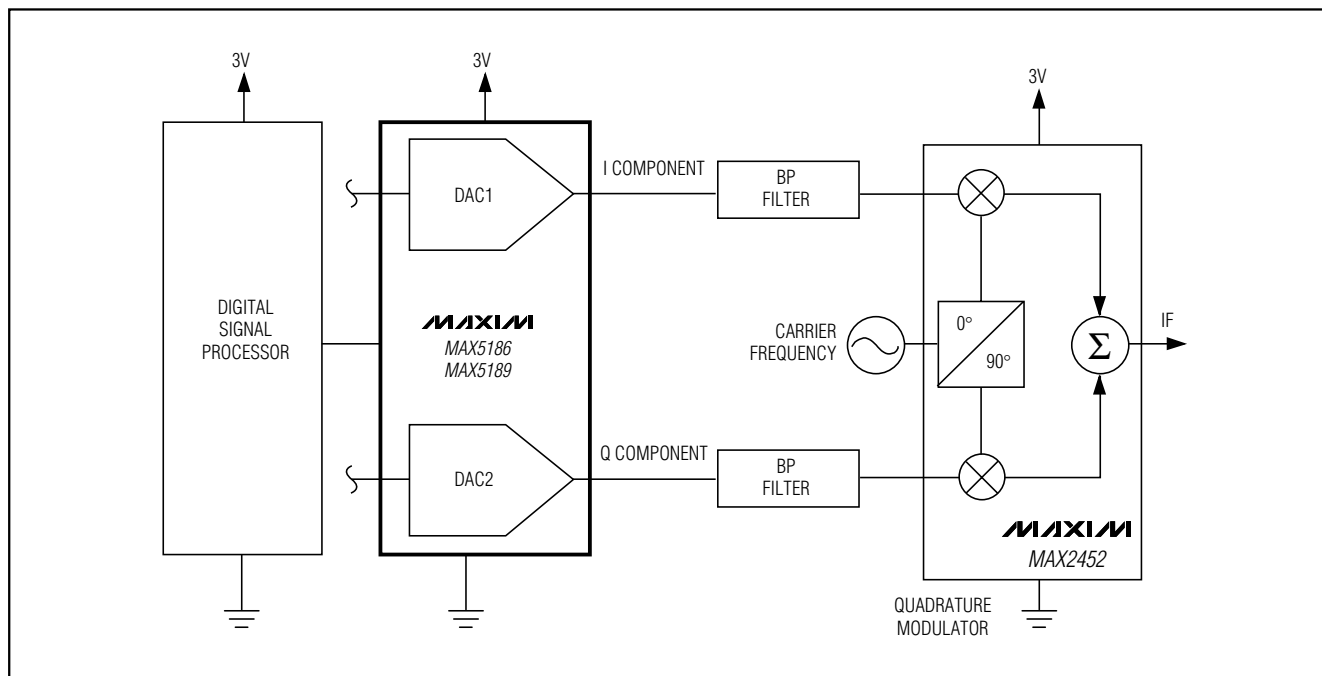 3V
3V
3V
I COMPONENT
BP
FILTER
DAC1
DIGITAL
SIGNAL
PROCESSOR
MAXIM
MAX5186
MAX5189
CARRIER
FREQUENCY
0°
90°
Σ
IF
Q COMPONENT
BP
FILTER
DAC2
MAXIM
MAX2452
QUADRATURE
MODULATOR